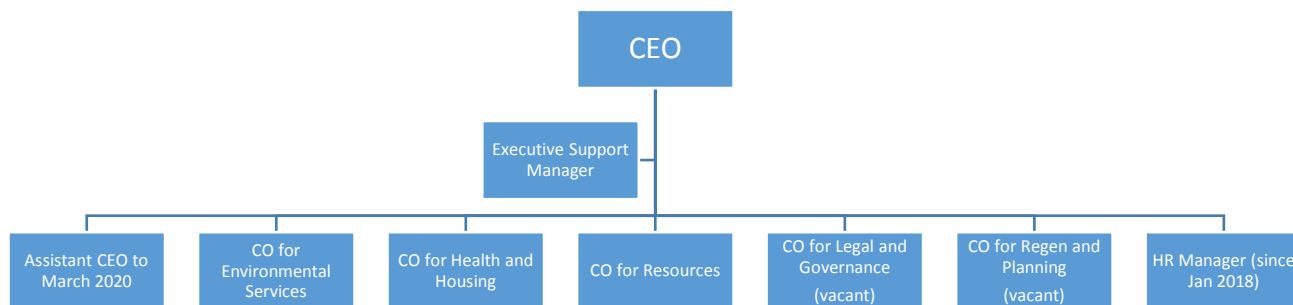 CEO
Executive Support
Manager
Assistant CEO to
March 2020
CO for
Environmental
Services
CO for Health and
Housing
CO for Resources
CO for Legal and
Governance
(vacant)
CO for Regen and
Planning
(vacant)
HR Manager (since
Jan 2018)